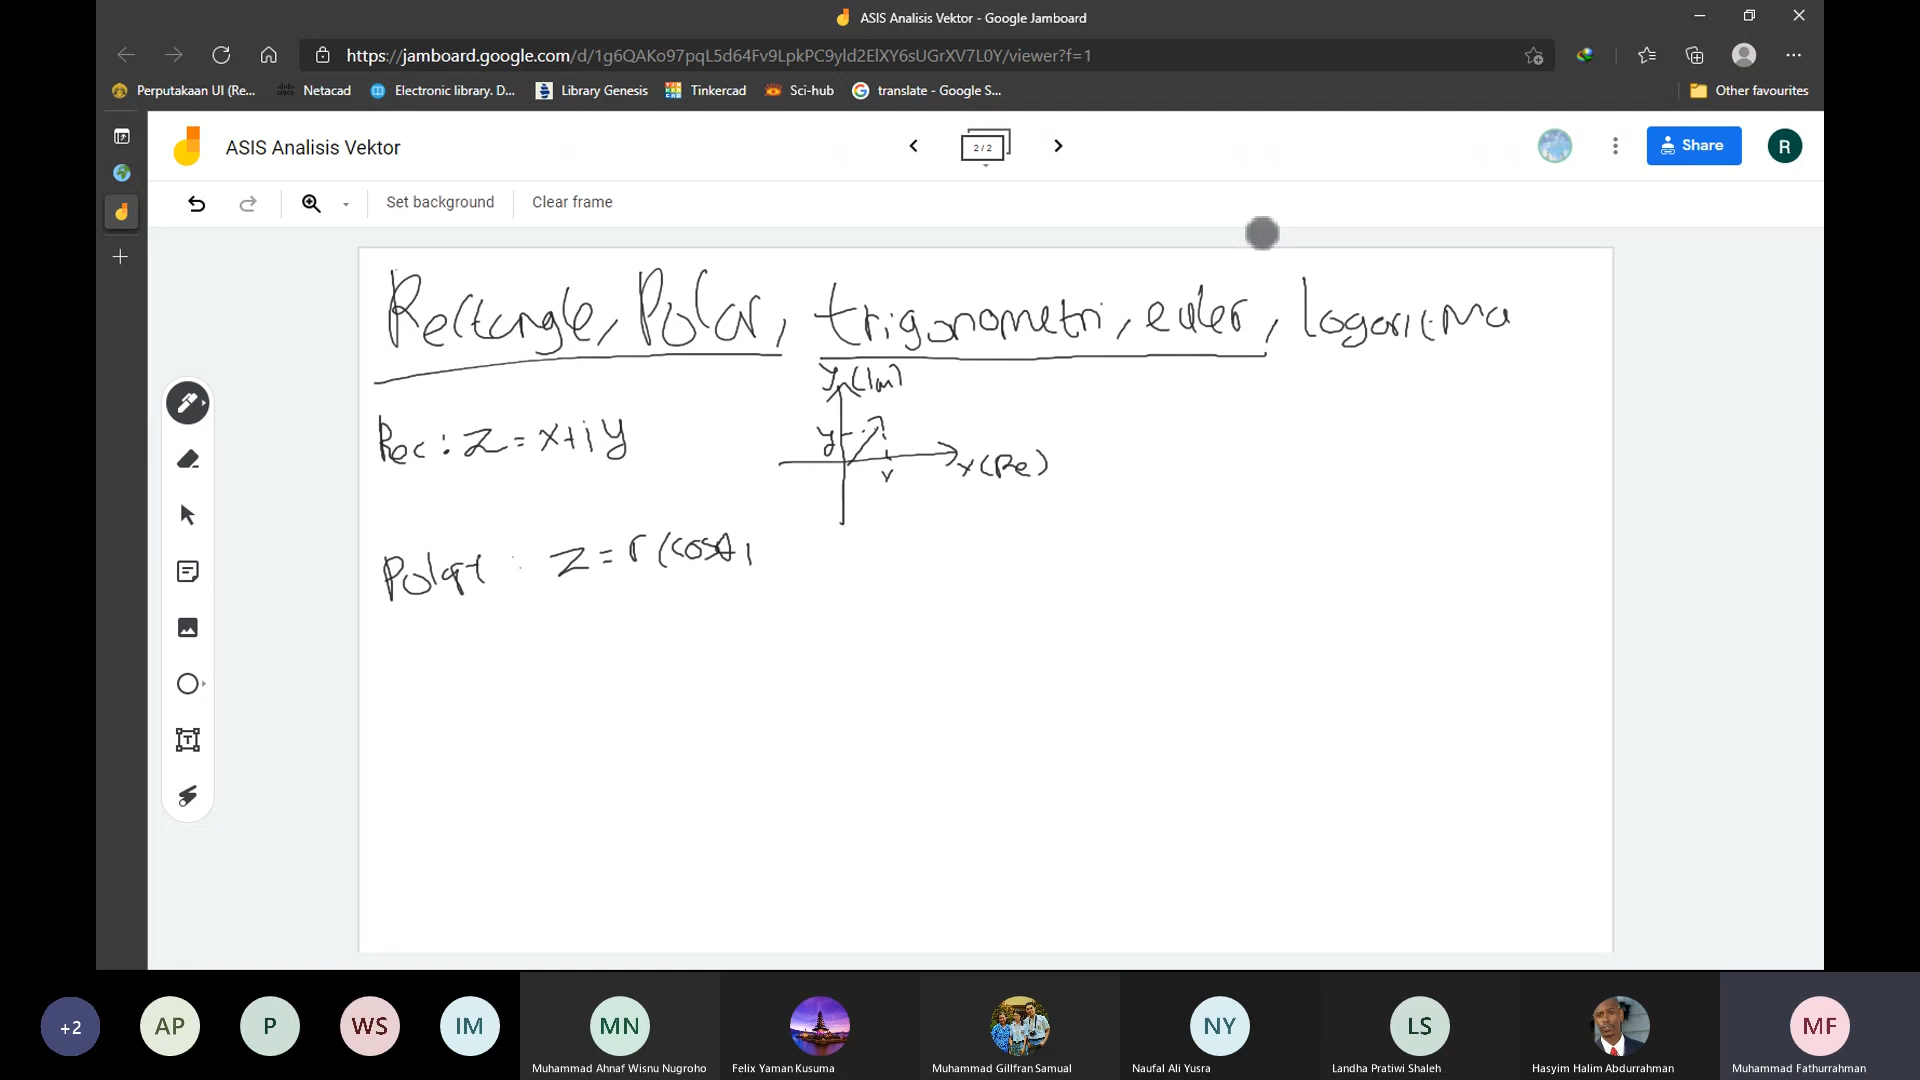 ASIS Analisis Vektor - Google Jamboard
https://jamboard.google.com/d/1g6QAKo97pqL5d64Fv9LpkPC9yld2ElXY6sUGrXV7L0Y/viewer?f=1
Perputakaan UI (Re... Netacad Electronic library. D... Library Genesis Tinkercad Sci-hub translate - Google S... Other favourites
ASIS Analisis Vektor 2 / 2 Share R
Set background Clear frame
Rectangle, Polar, trigonometri, euler, logaritma
y (Im)
Rec : z = x + i y
y
x (Re)
x
Polar : z = r (cosθ,
+2 AP P WS IM MN NY LS MF
Muhammad Ahnaf Wisnu Nugroho Felix Yaman Kusuma Muhammad Gillfran Samual Naufal Ali Yusra Landha Pratiwi Shaleh Hasyim Halim Abdurrahman Muhammad Fathurrahman